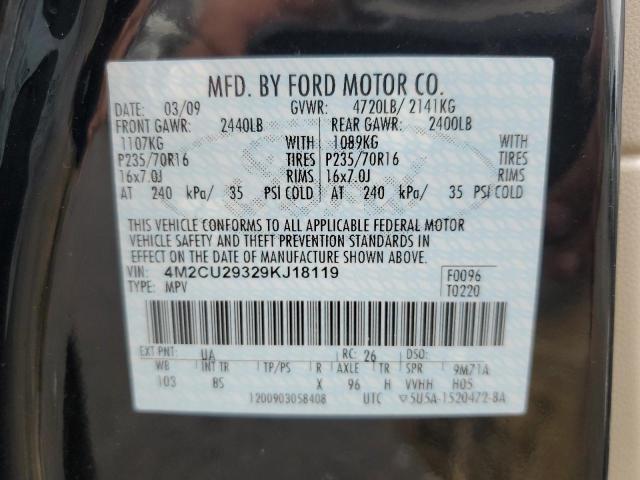 MFD. BY FORD MOTOR CO.
DATE: 03/09 GVWR: 4720LB/ 2141KG
FRONT GAWR: 2440LB REAR GAWR: 2400LB
1107KG WITH 1089KG WITH
P235/70R16 TIRES P235/70R16 TIRES
16x7.0J RIMS 16x7.0J RIMS
AT 240 kPa/ 35 PSI COLD AT 240 kPa/ 35 PSI COLD
THIS VEHICLE CONFORMS TO ALL APPLICABLE FEDERAL MOTOR
VEHICLE SAFETY AND THEFT PREVENTION STANDARDS IN
EFFECT ON THE DATE OF MANUFACTURE SHOWN ABOVE.
VIN: 4M2CU29329KJ18119 F0096
TYPE: MPV T0220
EXT PNT: UA RC: 26 DSO:
WB INT TR TP/PS R AXLE TR SPR 9M71A
103 BS X 96 H VVHH H05
1200903058408 UTC ▽5U5A-1520472-BA